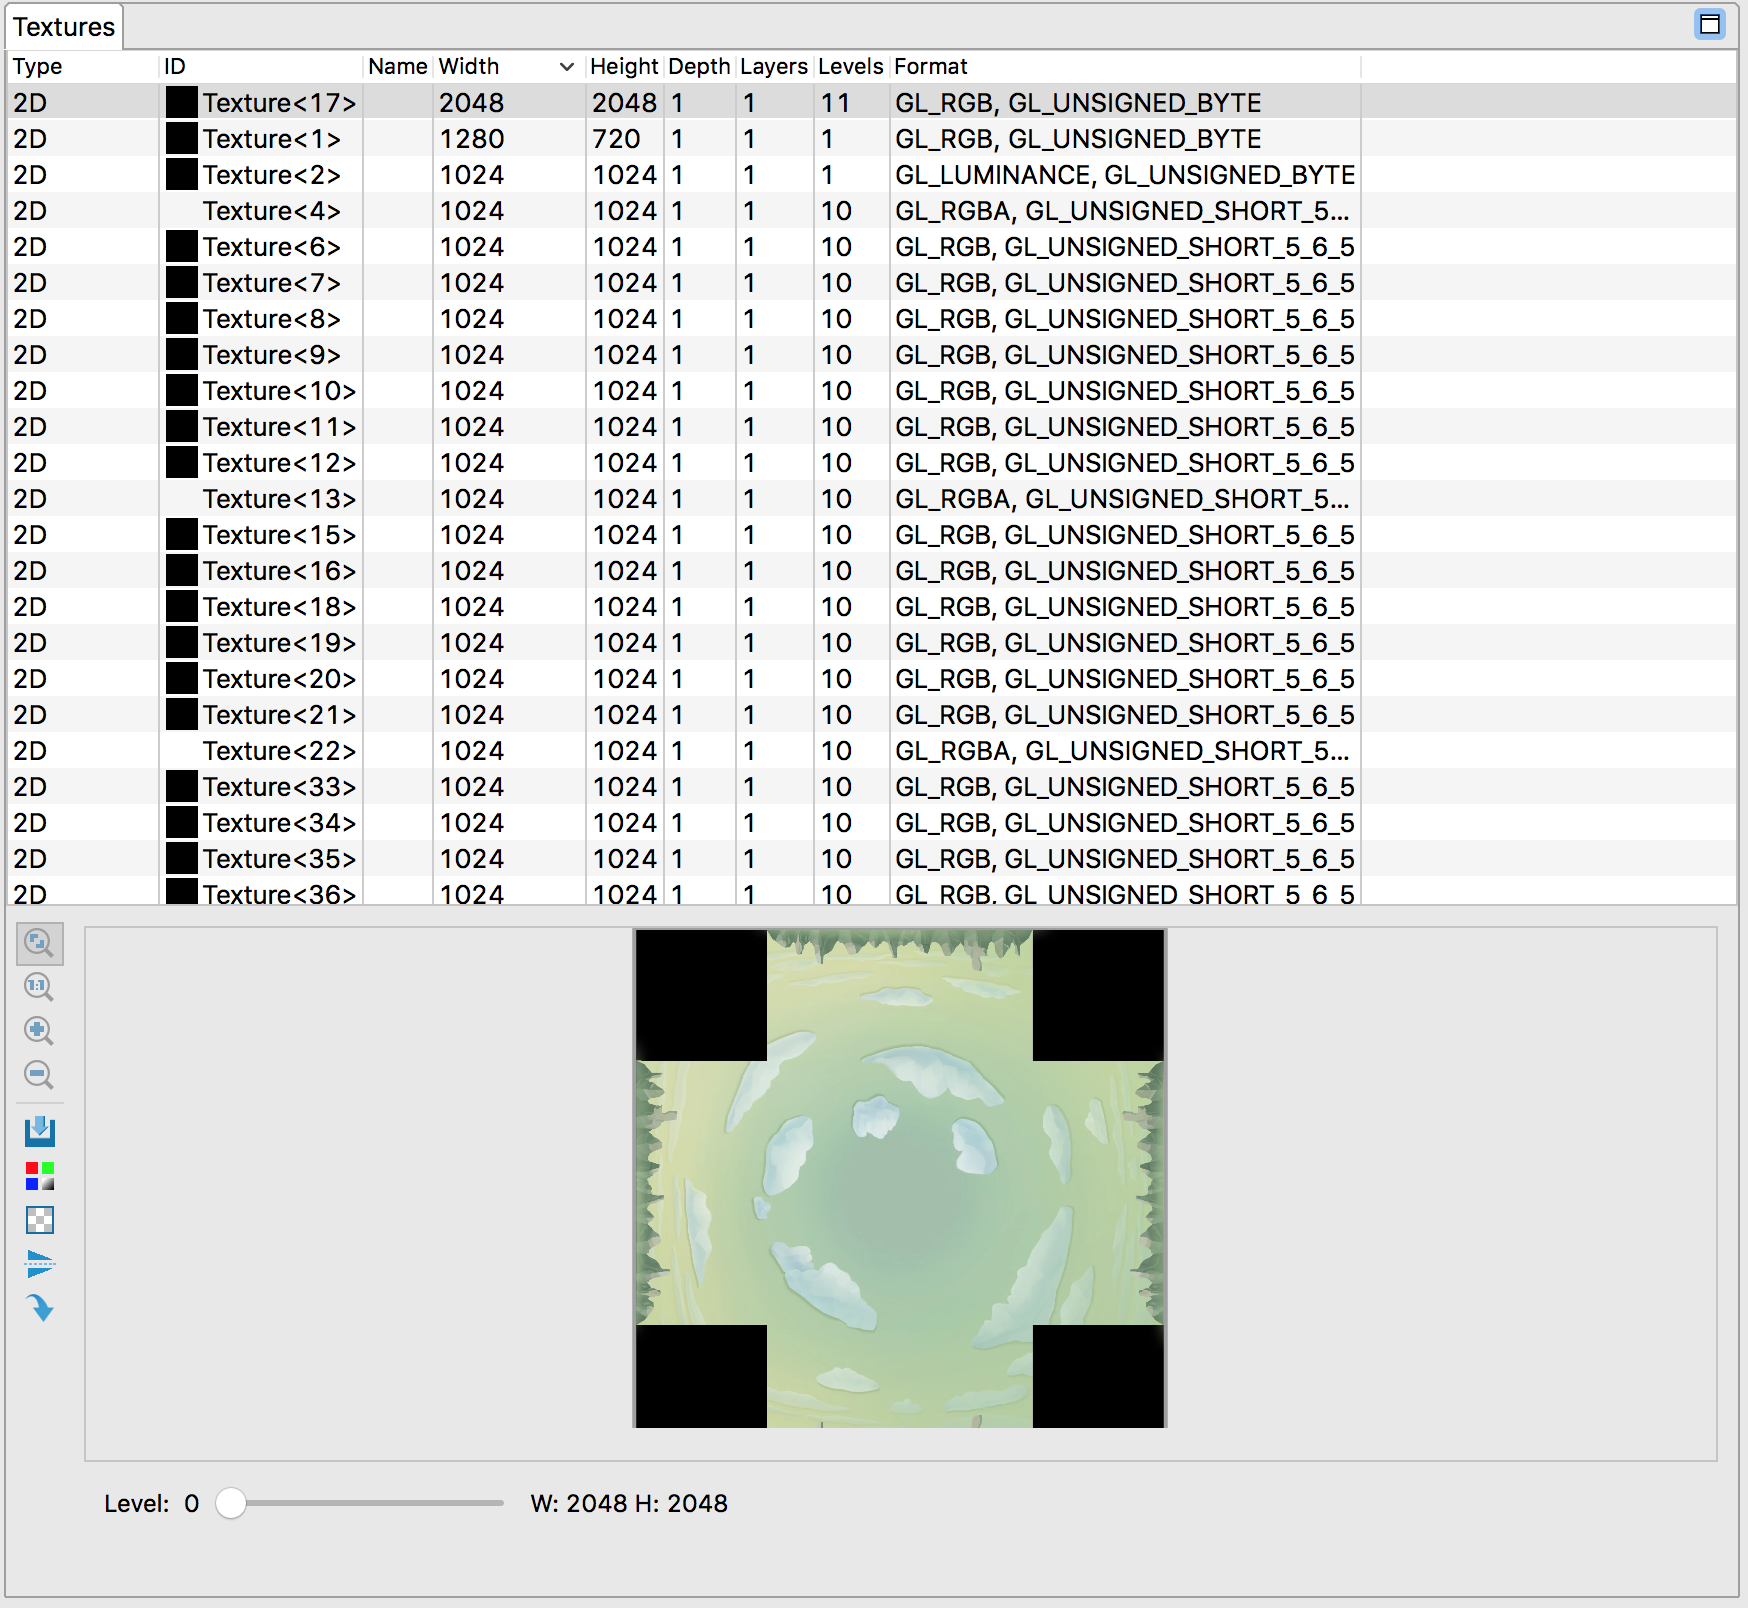 Textures
Type ID Name Width Height Depth Layers Levels Format
2D Texture<17> 2048 2048 1 1 11 GL_RGB, GL_UNSIGNED_BYTE
2D Texture<1> 1280 720 1 1 1 GL_RGB, GL_UNSIGNED_BYTE
2D Texture<2> 1024 1024 1 1 1 GL_LUMINANCE, GL_UNSIGNED_BYTE
2D Texture<4> 1024 1024 1 1 10 GL_RGBA, GL_UNSIGNED_SHORT_5...
2D Texture<6> 1024 1024 1 1 10 GL_RGB, GL_UNSIGNED_SHORT_5_6_5
2D Texture<7> 1024 1024 1 1 10 GL_RGB, GL_UNSIGNED_SHORT_5_6_5
2D Texture<8> 1024 1024 1 1 10 GL_RGB, GL_UNSIGNED_SHORT_5_6_5
2D Texture<9> 1024 1024 1 1 10 GL_RGB, GL_UNSIGNED_SHORT_5_6_5
2D Texture<10> 1024 1024 1 1 10 GL_RGB, GL_UNSIGNED_SHORT_5_6_5
2D Texture<11> 1024 1024 1 1 10 GL_RGB, GL_UNSIGNED_SHORT_5_6_5
2D Texture<12> 1024 1024 1 1 10 GL_RGB, GL_UNSIGNED_SHORT_5_6_5
2D Texture<13> 1024 1024 1 1 10 GL_RGBA, GL_UNSIGNED_SHORT_5...
2D Texture<15> 1024 1024 1 1 10 GL_RGB, GL_UNSIGNED_SHORT_5_6_5
2D Texture<16> 1024 1024 1 1 10 GL_RGB, GL_UNSIGNED_SHORT_5_6_5
2D Texture<18> 1024 1024 1 1 10 GL_RGB, GL_UNSIGNED_SHORT_5_6_5
2D Texture<19> 1024 1024 1 1 10 GL_RGB, GL_UNSIGNED_SHORT_5_6_5
2D Texture<20> 1024 1024 1 1 10 GL_RGB, GL_UNSIGNED_SHORT_5_6_5
2D Texture<21> 1024 1024 1 1 10 GL_RGB, GL_UNSIGNED_SHORT_5_6_5
2D Texture<22> 1024 1024 1 1 10 GL_RGBA, GL_UNSIGNED_SHORT_5...
2D Texture<33> 1024 1024 1 1 10 GL_RGB, GL_UNSIGNED_SHORT_5_6_5
2D Texture<34> 1024 1024 1 1 10 GL_RGB, GL_UNSIGNED_SHORT_5_6_5
2D Texture<35> 1024 1024 1 1 10 GL_RGB, GL_UNSIGNED_SHORT_5_6_5
2D Texture<36> 1024 1024 1 1 10 GL_RGB, GL_UNSIGNED_SHORT_5_6_5
1:1
Level: 0 W: 2048 H: 2048